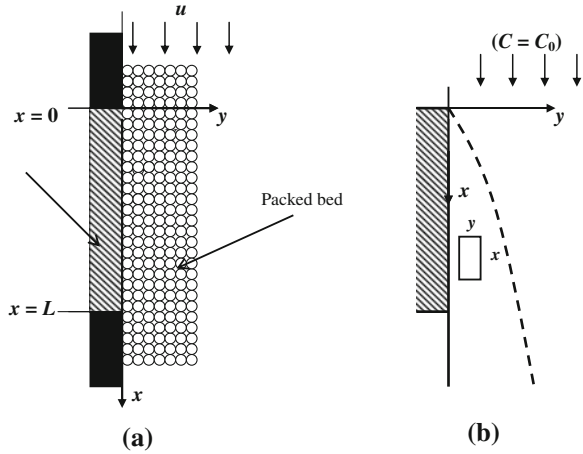 u
x = 0
y
Packed bed
x = L
x
(a)
(C = C₀)
y
x
y
x
(b)